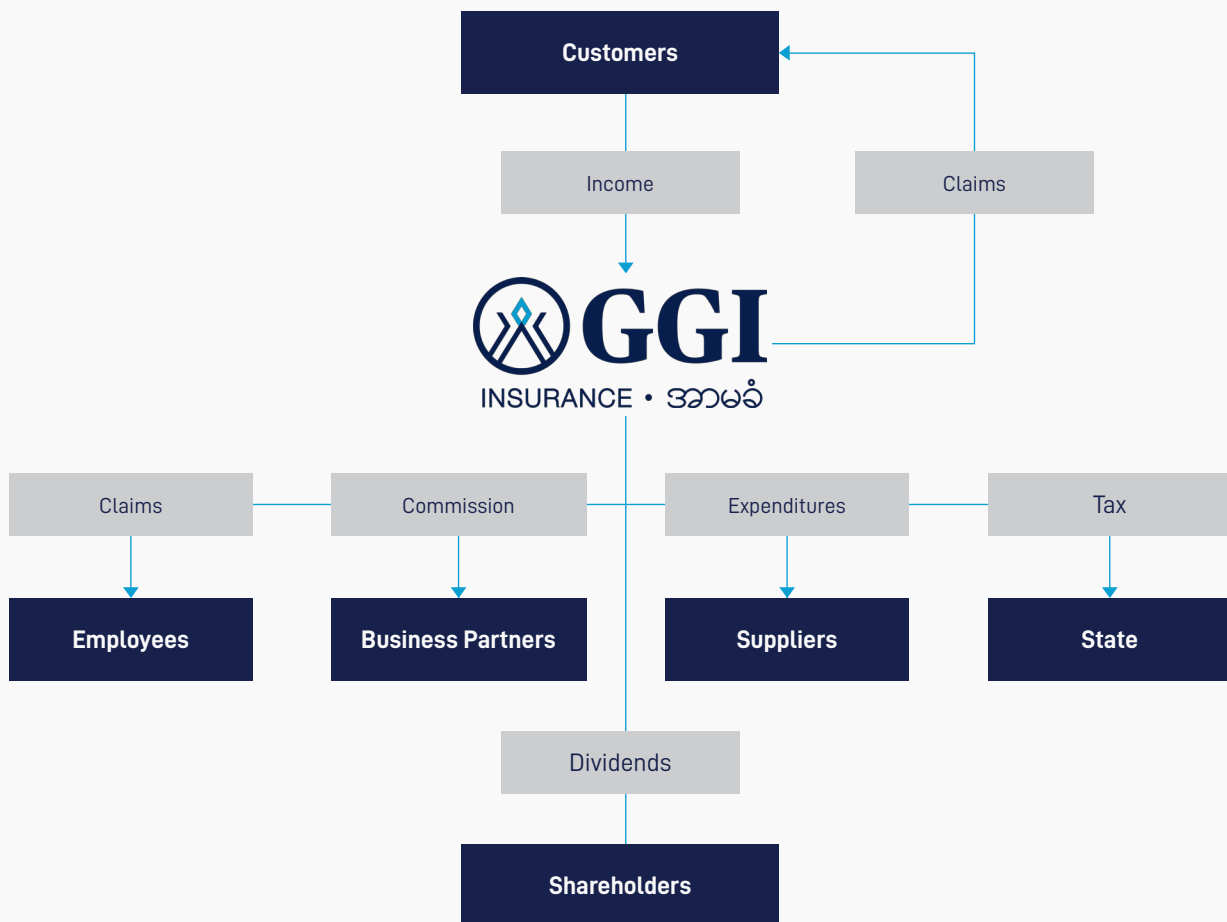 Customers
Income
Claims
GGI
INSURANCE • အာမခံ
Claims
Commission
Expenditures
Tax
Employees
Business Partners
Suppliers
State
Dividends
Shareholders